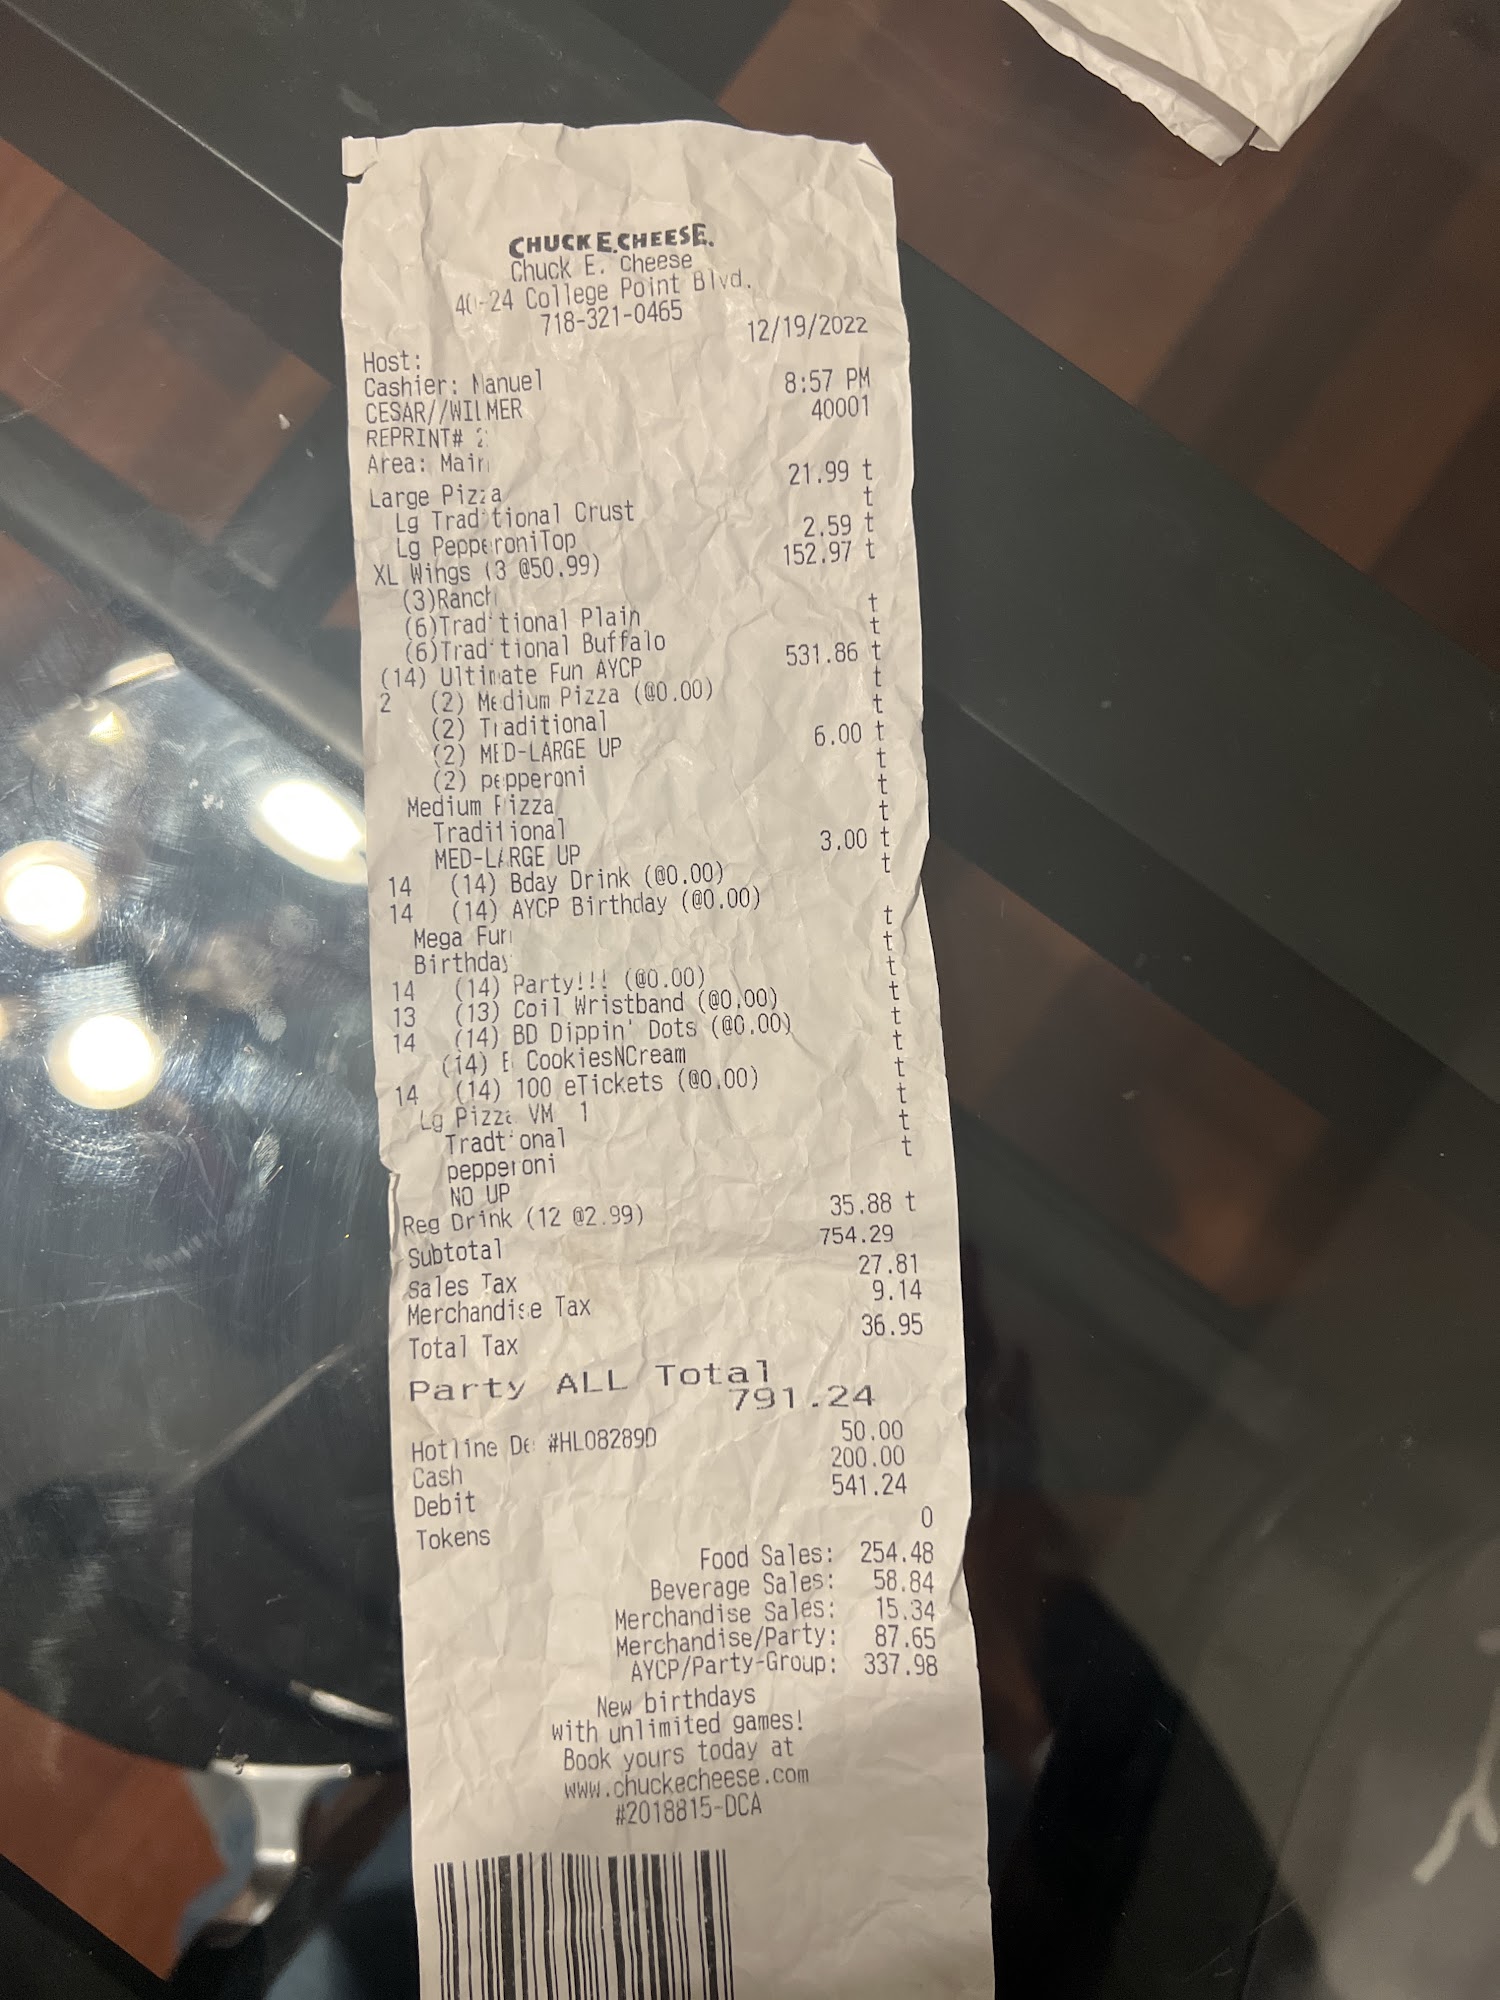 CHUCK E. CHEESE.
Chuck E. Cheese
-24 College Point Blvd.
718-321-0465
12/19/2022
Host:
Cashier: Manuel 8:57 PM
CESAR//WILMER 40001
REPRINT# 2
Area: Main
Large Pizza 21.99 t
Lg Traditional Crust t
Lg PepperoniTop 2.59 t
XL Wings (3 @50.99) 152.97 t
(3)Ranch
(6)Traditional Plain t
(6)Traditional Buffalo t
(14) Ultimate Fun AYCP 531.86 t
2 (2) Medium Pizza (@0.00) t
(2) Traditional t
(2) MED-LARGE UP 6.00 t
(2) pepperoni t
Medium Pizza t
Traditional t
MED-LARGE UP 3.00 t
14 (14) Bday Drink (@0.00) t
14 (14) AYCP Birthday (@0.00)
Mega Fun t
Birthday t
14 (14) Party!!! (@0.00) t
13 (13) Coil Wristband (@0.00) t
14 (14) BD Dippin' Dots (@0.00) t
(14) B CookiesNCream t
14 (14) 100 eTickets (@0.00) t
Lg Pizza VM 1 t
Tradtional t
pepperoni t
NO UP
Reg Drink (12 @2.99) 35.88 t
Subtotal 754.29
Sales Tax 27.81
Merchandise Tax 9.14
Total Tax 36.95
Party ALL Total
791.24
Hotline De #HL08289D 50.00
Cash 200.00
Debit 541.24
Tokens 0
Food Sales: 254.48
Beverage Sales: 58.84
Merchandise Sales: 15.34
Merchandise/Party: 87.65
AYCP/Party-Group: 337.98
New birthdays
with unlimited games!
Book yours today at
www.chuckecheese.com
#2018815-DCA